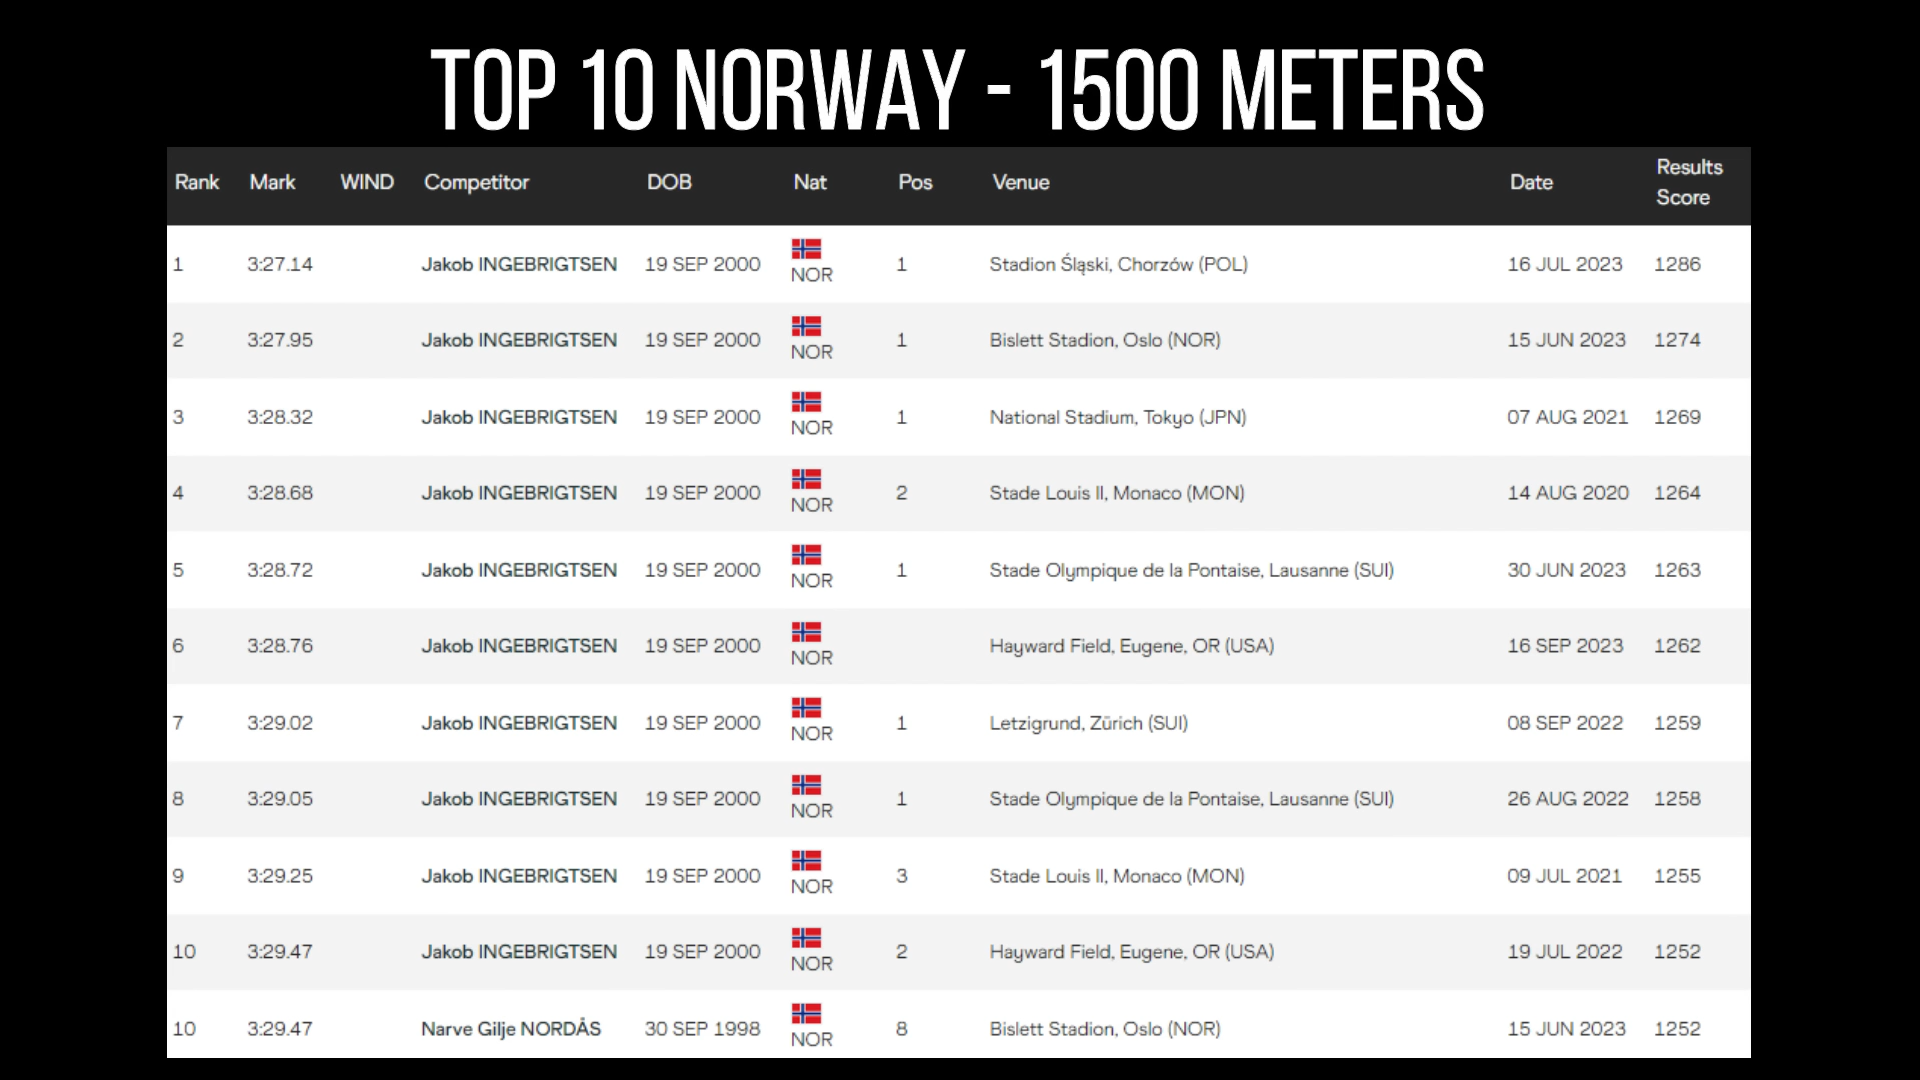 TOP 10 NORWAY - 1500 METERS
Rank Mark WIND Competitor DOB Nat Pos Venue Date Results Score
1 3:27.14 Jakob INGEBRIGTSEN 19 SEP 2000 NOR 1 Stadion Śląski, Chorzów (POL) 16 JUL 2023 1286
2 3:27.95 Jakob INGEBRIGTSEN 19 SEP 2000 NOR 1 Bislett Stadion, Oslo (NOR) 15 JUN 2023 1274
3 3:28.32 Jakob INGEBRIGTSEN 19 SEP 2000 NOR 1 National Stadium, Tokyo (JPN) 07 AUG 2021 1269
4 3:28.68 Jakob INGEBRIGTSEN 19 SEP 2000 NOR 2 Stade Louis II, Monaco (MON) 14 AUG 2020 1264
5 3:28.72 Jakob INGEBRIGTSEN 19 SEP 2000 NOR 1 Stade Olympique de la Pontaise, Lausanne (SUI) 30 JUN 2023 1263
6 3:28.76 Jakob INGEBRIGTSEN 19 SEP 2000 NOR Hayward Field, Eugene, OR (USA) 16 SEP 2023 1262
7 3:29.02 Jakob INGEBRIGTSEN 19 SEP 2000 NOR 1 Letzigrund, Zürich (SUI) 08 SEP 2022 1259
8 3:29.05 Jakob INGEBRIGTSEN 19 SEP 2000 NOR 1 Stade Olympique de la Pontaise, Lausanne (SUI) 26 AUG 2022 1258
9 3:29.25 Jakob INGEBRIGTSEN 19 SEP 2000 NOR 3 Stade Louis II, Monaco (MON) 09 JUL 2021 1255
10 3:29.47 Jakob INGEBRIGTSEN 19 SEP 2000 NOR 2 Hayward Field, Eugene, OR (USA) 19 JUL 2022 1252
10 3:29.47 Narve Gilje NORDÅS 30 SEP 1998 NOR 8 Bislett Stadion, Oslo (NOR) 15 JUN 2023 1252